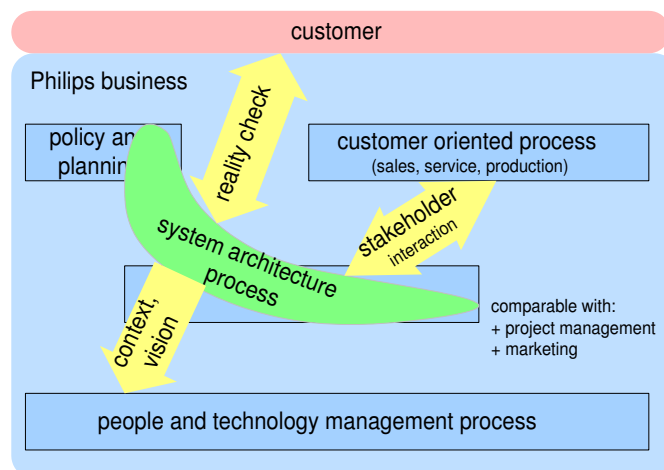 customer
Philips business
policy an
planning
customer oriented process
(sales, service, production)
reality check
stakeholder
interaction
system architecture
process
context,
vision
comparable with:
+ project management
+ marketing
people and technology management process